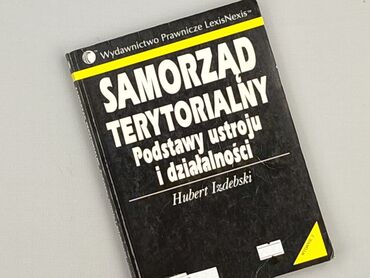 Wydawnictwo Prawnicze LexisNexis™
SAMORZĄD
TERYTORIALNY
Podstawy ustroju
i działalności
Hubert Izdebski